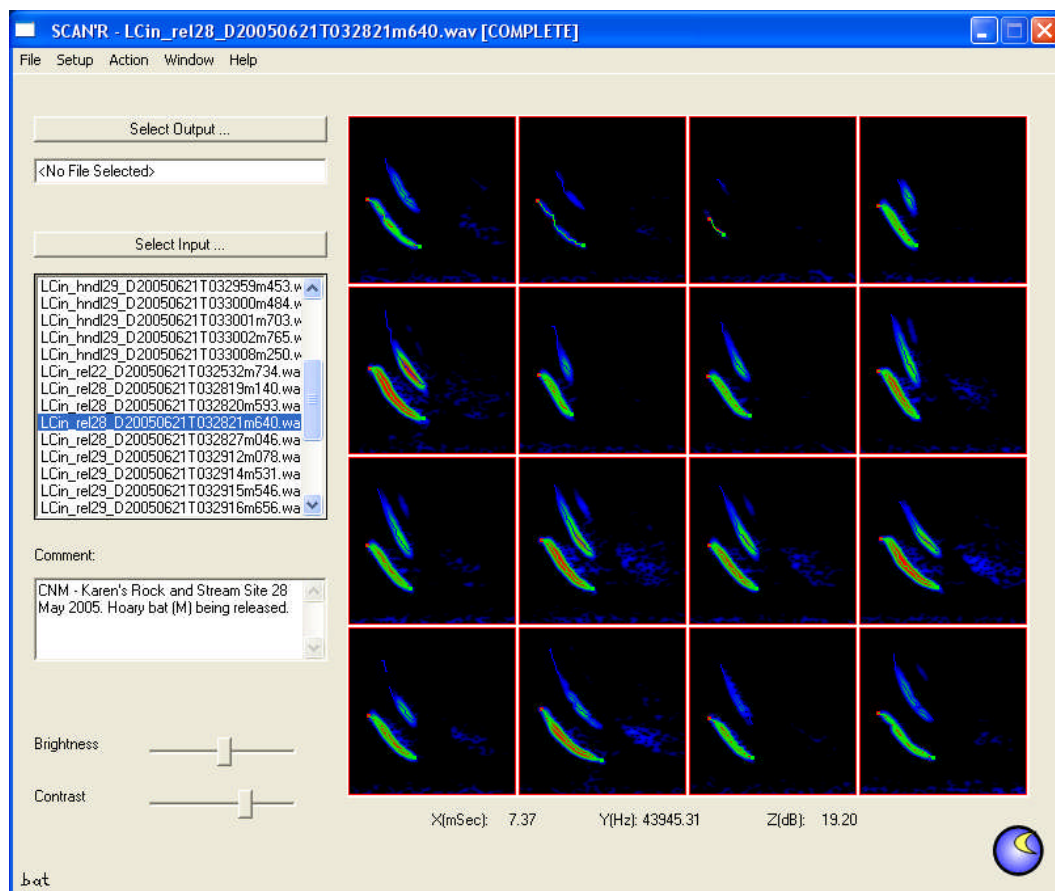 SCAN'R - LCin_rel28_D20050621T032821m640.wav [COMPLETE]
File Setup Action Window Help
Select Output ...
<No File Selected>
Select Input ...
LCin_hndl29_D20050621T032959m453.w
LCin_hndl29_D20050621T033000m484.w
LCin_hndl29_D20050621T033001m703.w
LCin_hndl29_D20050621T033002m765.w
LCin_hndl29_D20050621T033008m250.w
LCin_rel22_D20050621T032532m734.wa
LCin_rel28_D20050621T032819m140.wa
LCin_rel28_D20050621T032820m593.wa
LCin_rel28_D20050621T032821m640.wa
LCin_rel28_D20050621T032827m046.wa
LCin_rel29_D20050621T032912m078.wa
LCin_rel29_D20050621T032914m531.wa
LCin_rel29_D20050621T032915m546.wa
LCin_rel29_D20050621T032916m656.wa
Comment:
CNM - Karen's Rock and Stream Site 28
May 2005. Hoary bat (M) being released.
Brightness
Contrast
X(mSec): 7.37 Y(Hz): 43945.31 Z(dB): 19.20
bat